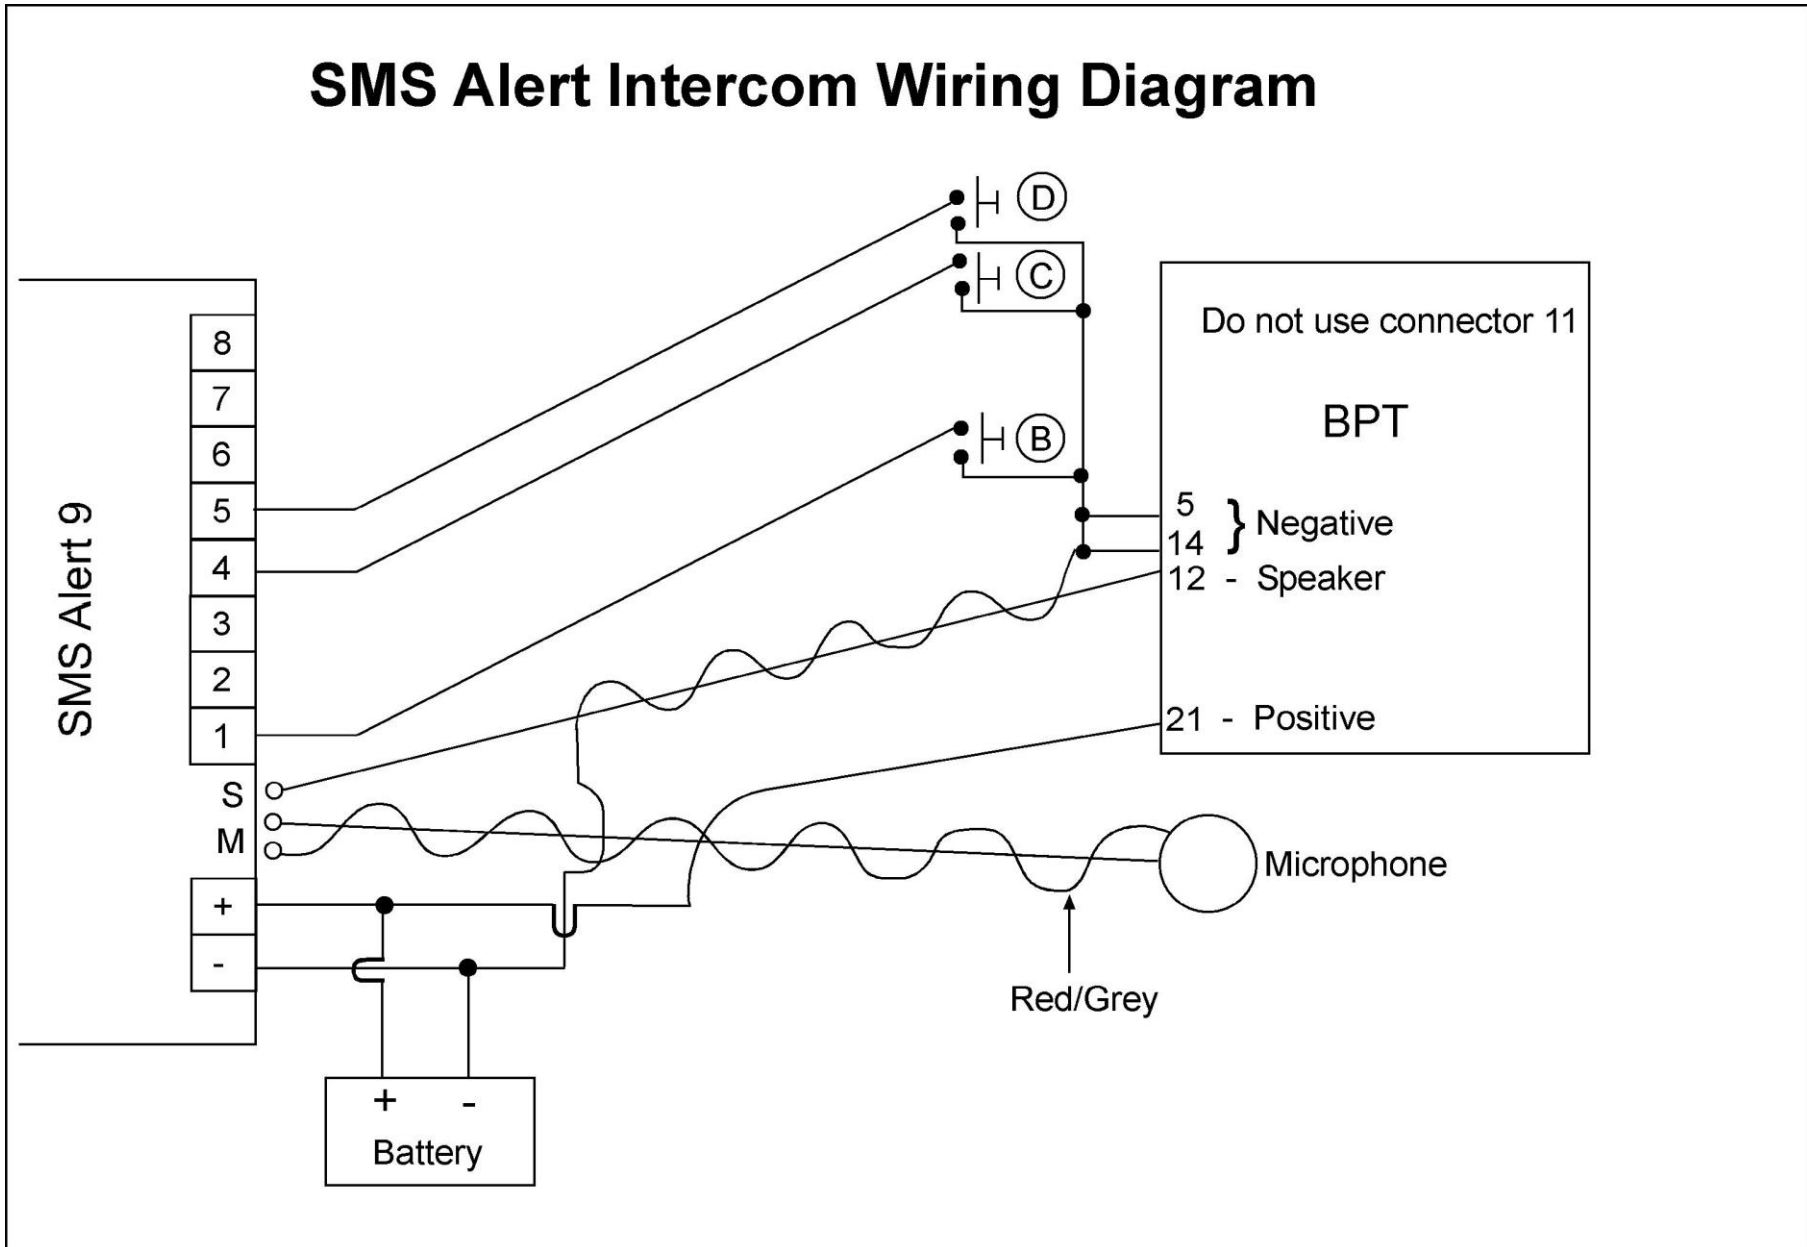 SMS Alert Intercom Wiring Diagram
D
C
B
Do not use connector 11
BPT
5
14
} Negative
12 - Speaker
21 - Positive
SMS Alert 9
8
7
6
5
4
3
2
1
S
M
+
-
Microphone
Red/Grey
+ -
Battery